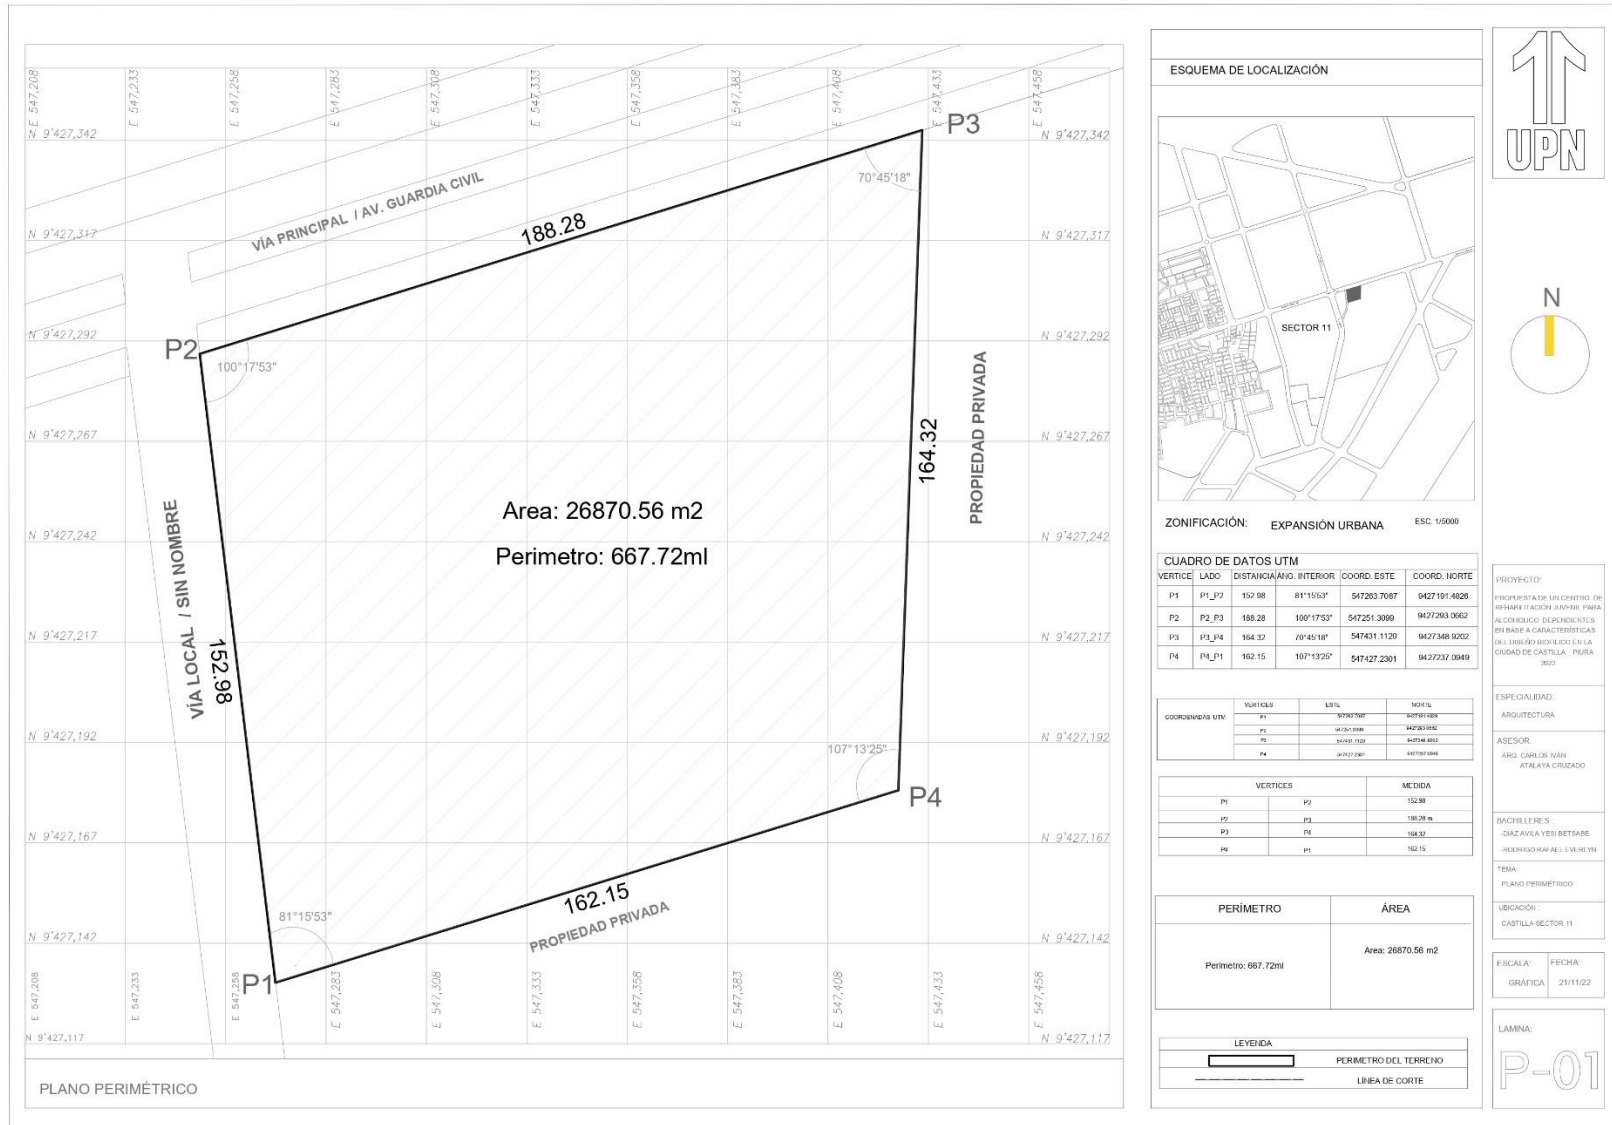 E 547,208
E 547,233
E 547,258
E 547,283
E 547,308
E 547,333
E 547,358
E 547,383
E 547,408
E 547,433
E 547,458
N 9'427,342
P3
N 9'427,342
70°45'18"
VÍA PRINCIPAL / AV. GUARDIA CIVIL
188.28
N 9'427,317
N 9'427,317
N 9'427,292
N 9'427,292
P2
100°17'53"
PROPIEDAD PRIVADA
164.32
N 9'427,267
N 9'427,267
Area: 26870.56 m2
Perimetro: 667.72ml
N 9'427,242
N 9'427,242
VÍA LOCAL / SIN NOMBRE
152.98
N 9'427,217
N 9'427,217
N 9'427,192
N 9'427,192
107°13'25"
P4
N 9'427,167
N 9'427,167
162.15
PROPIEDAD PRIVADA
81°15'53"
N 9'427,142
N 9'427,142
P1
E 547,208
E 547,233
E 547,258
E 547,283
E 547,308
E 547,333
E 547,358
E 547,383
E 547,408
E 547,433
E 547,458
N 9'427,117
N 9'427,117
PLANO PERIMÉTRICO
ESQUEMA DE LOCALIZACIÓN
SECTOR 11
ZONIFICACIÓN: EXPANSIÓN URBANA ESC. 1/5000
CUADRO DE DATOS UTM
VERTICE LADO DISTANCIA ANG. INTERIOR COORD. ESTE COORD. NORTE
P1 P1_P2 152.98 81°15'53" 547263.7087 9427191.4826
P2 P2_P3 188.28 100°17'53" 547251.3099 9427293.0662
P3 P3_P4 164.32 70°45'18" 547431.1120 9427348.9202
P4 P4_P1 162.15 107°13'25" 547427.2301 9427237.0949
COORDENADAS UTM
VERTICES ESTE NORTE
P1
P2
P3
P4
VERTICES MEDIDA
P1 P2 152.98
P2 P3 188.28 m
P3 P4 164.32
P4 P1 162.15
PERÍMETRO ÁREA
Perimetro: 667.72ml Area: 26870.56 m2
LEYENDA
PERIMETRO DEL TERRENO
LÍNEA DE CORTE
UPN
N
PROYECTO:
PROPUESTA DE UN CENTRO DE
REHABILITACIÓN JUVENIL PARA
ALCOHOLICO DEPENDIENTES
EN BASE A CARACTERÍSTICAS
DEL DISEÑO BIOFILICO EN LA
CIUDAD DE CASTILLA , PIURA
2022
ESPECIALIDAD:
ARQUITECTURA
ASESOR:
ARQ. CARLOS IVÁN
ATALAYA CRUZADO
BACHILLERES :
-DIAZ AVILA YESI BETSABE
-RODRIGO RAFAEL EVERLYN
TEMA:
PLANO PERIMÉTRICO
UBICACIÓN :
CASTILLA-SECTOR 11
ESCALA:
GRÁFICA
FECHA:
21/11/22
LAMINA:
P-01